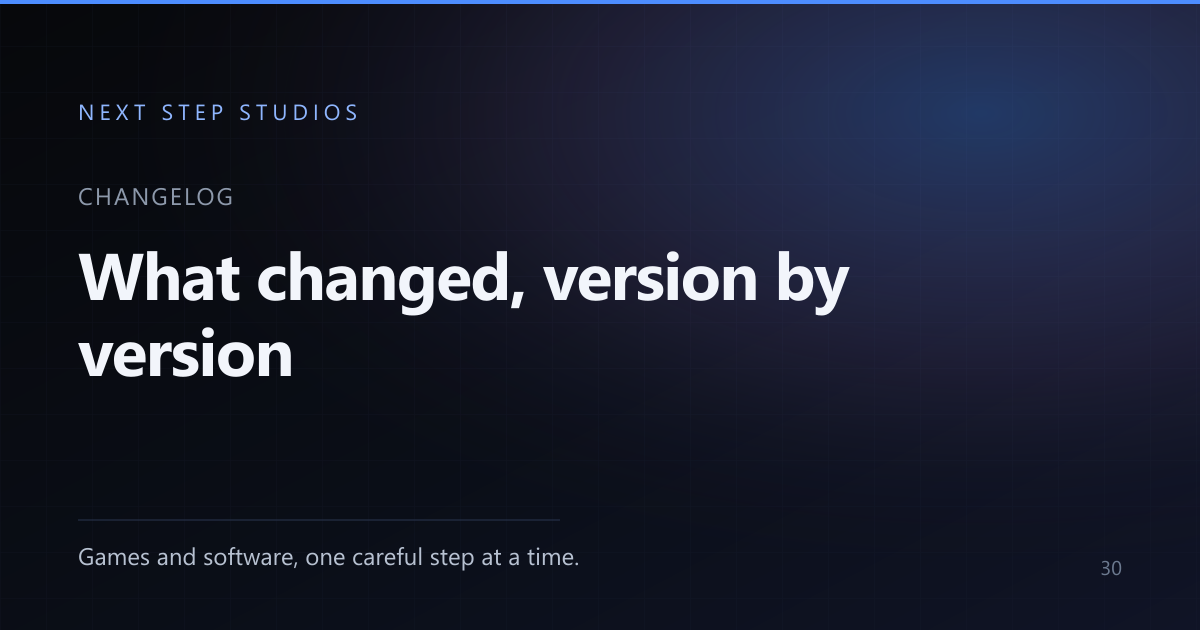 NEXT STEP STUDIOS
CHANGELOG
What changed, version by
version
Games and software, one careful step at a time.
30